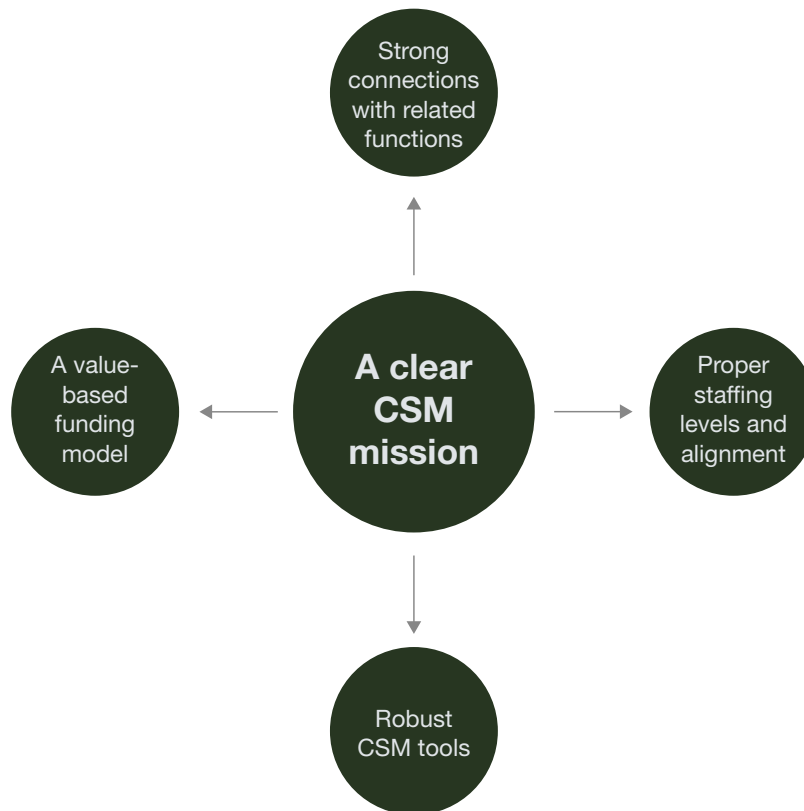 Strong
connections
with related
functions
A value-
based
funding
model
A clear
CSM
mission
Proper
staffing
levels and
alignment
Robust
CSM tools